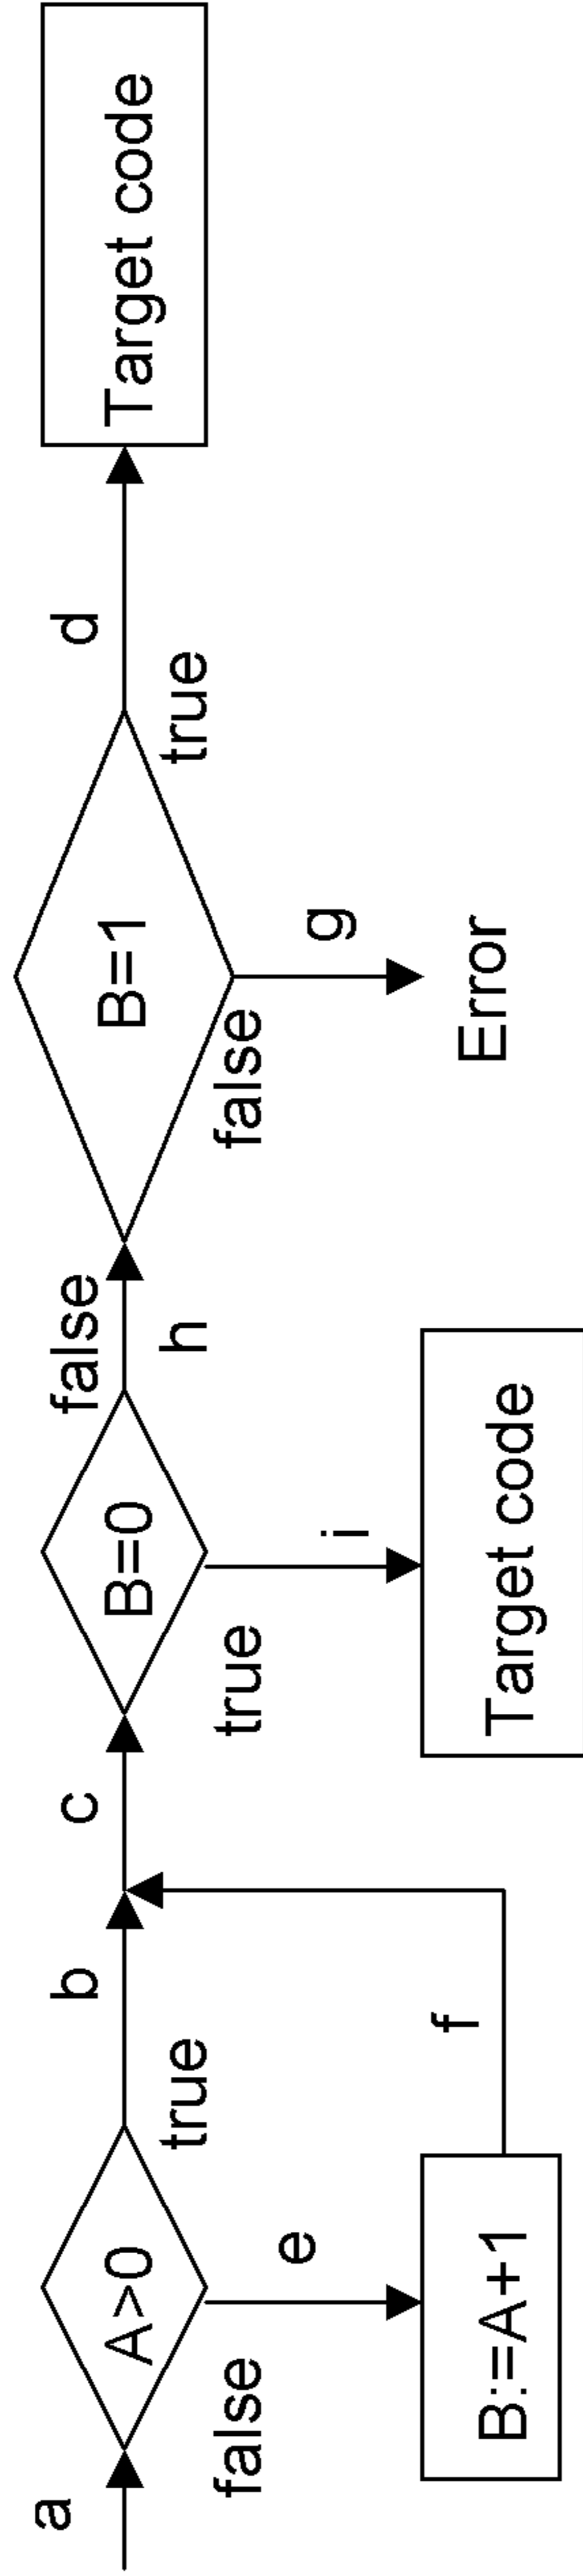 a
A>0
false
true
e
B:=A+1
f
b
c
B=0
true
false
i
Target code
h
B=1
false
true
g
Error
d
Target code